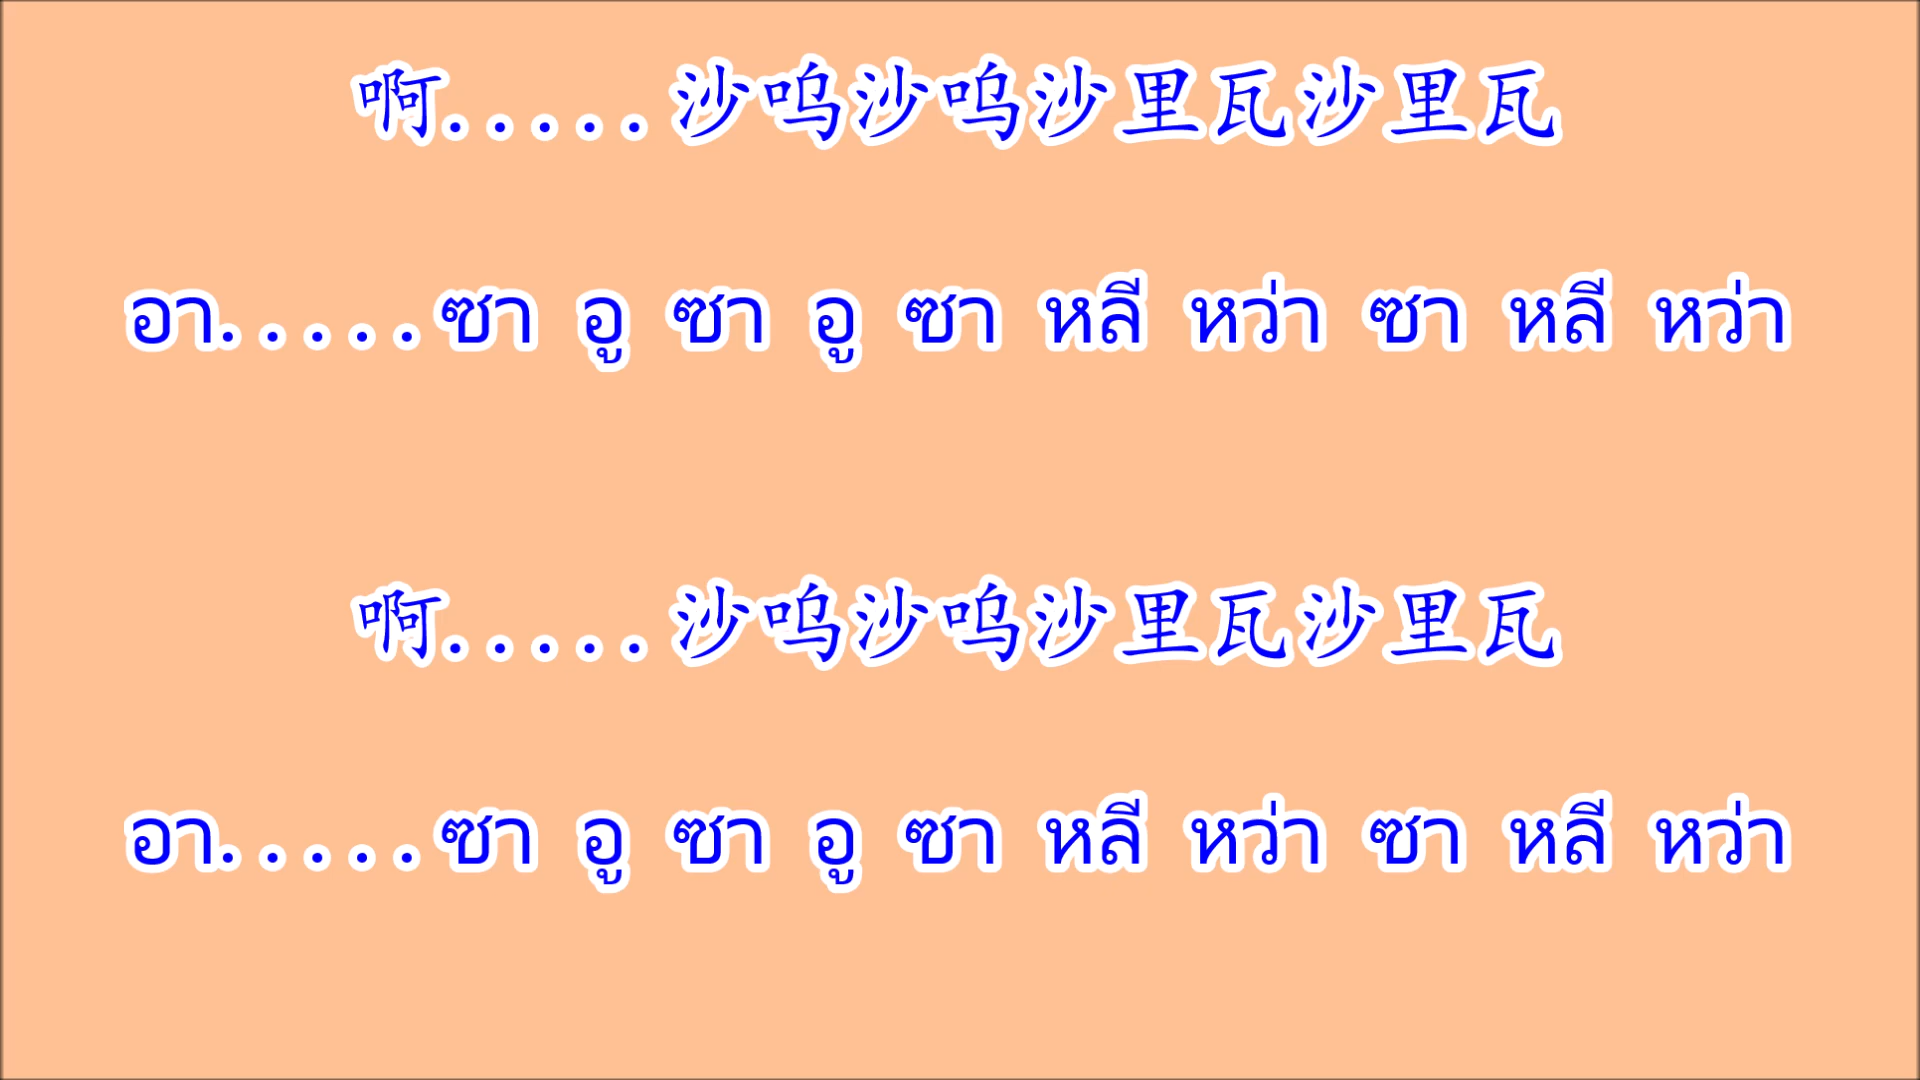 啊.....沙呜沙呜沙里瓦沙里瓦
อา.....ซา อู ซา อู ซา หลี หว่า ซา หลี หว่า
啊.....沙呜沙呜沙里瓦沙里瓦
อา.....ซา อู ซา อู ซา หลี หว่า ซา หลี หว่า